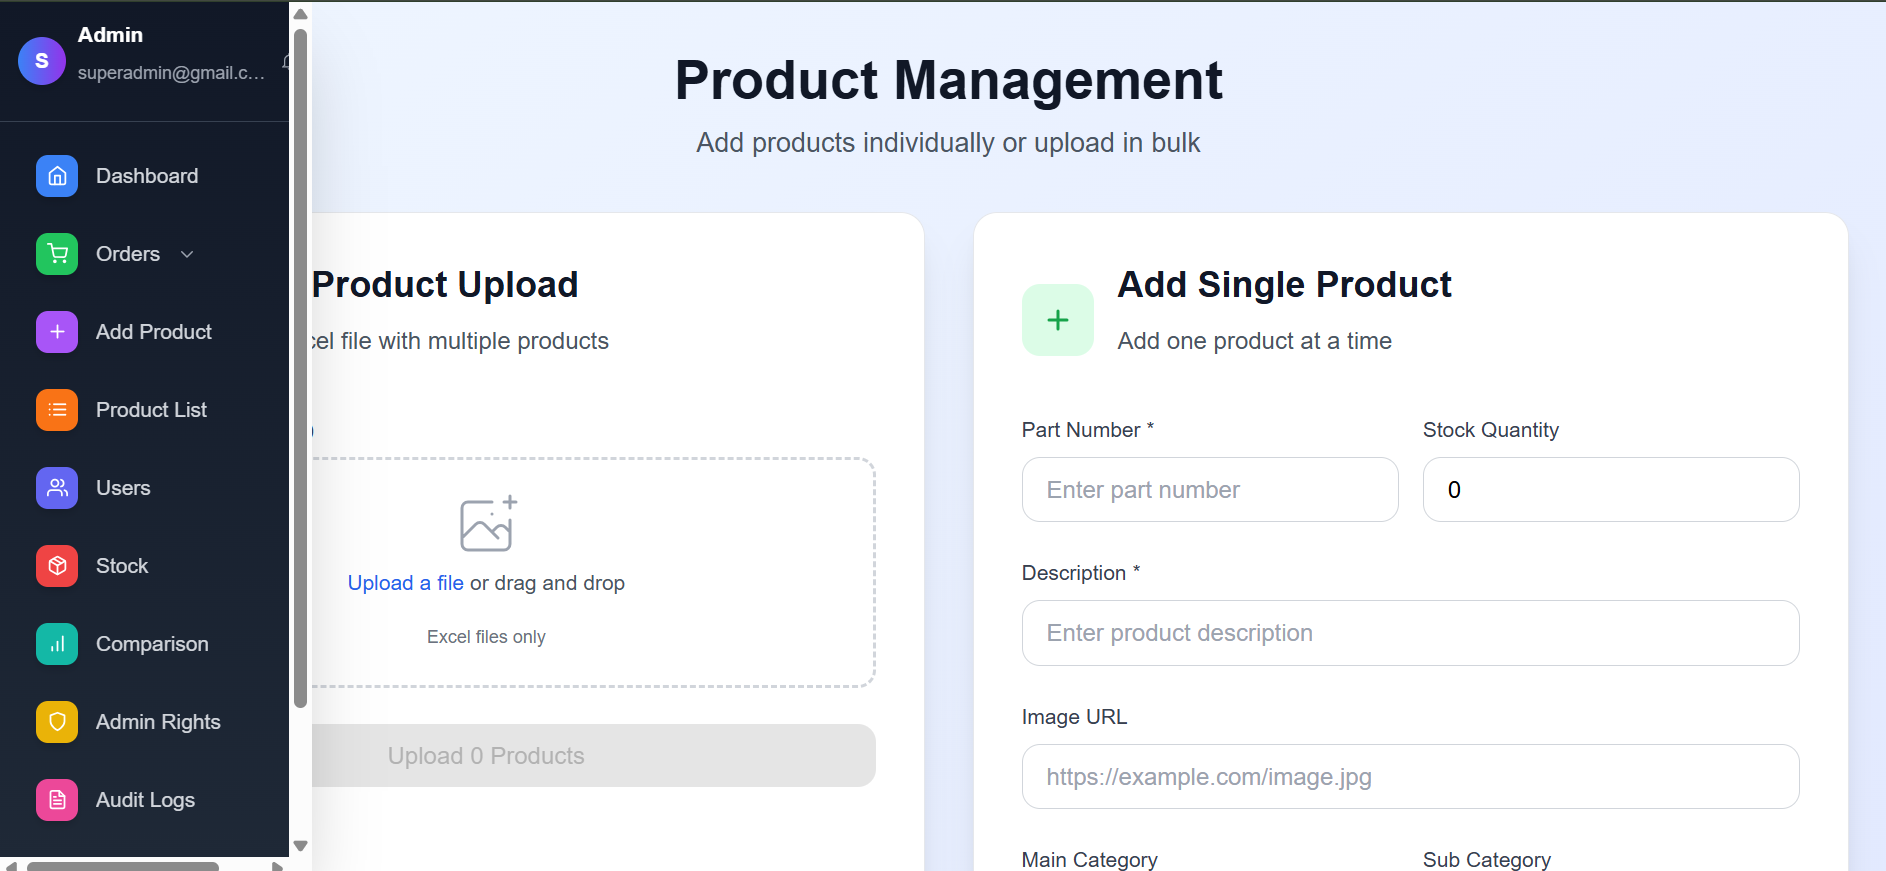 S
Admin
superadmin@gmail.c...
Dashboard
Orders
Add Product
Product List
Users
Stock
Comparison
Admin Rights
Audit Logs
Product Management
Add products individually or upload in bulk
Product Upload
file with multiple products
Upload a file or drag and drop
Excel files only
Upload 0 Products
Add Single Product
Add one product at a time
Part Number *
Stock Quantity
Enter part number
0
Description *
Enter product description
Image URL
https://example.com/image.jpg
Main Category
Sub Category